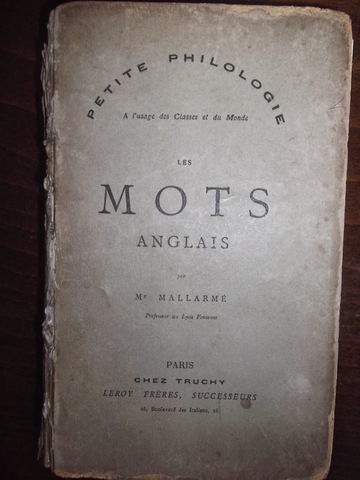 PETITE PHILOLOGIE
A l'usage des Classes et du Monde
LES
MOTS
ANGLAIS
par
Mr MALLARMÉ
Professeur au Lycée Fontanes
PARIS
CHEZ TRUCHY
LEROY FRÈRES, SUCCESSEURS
26, Boulevard des Italiens, 26